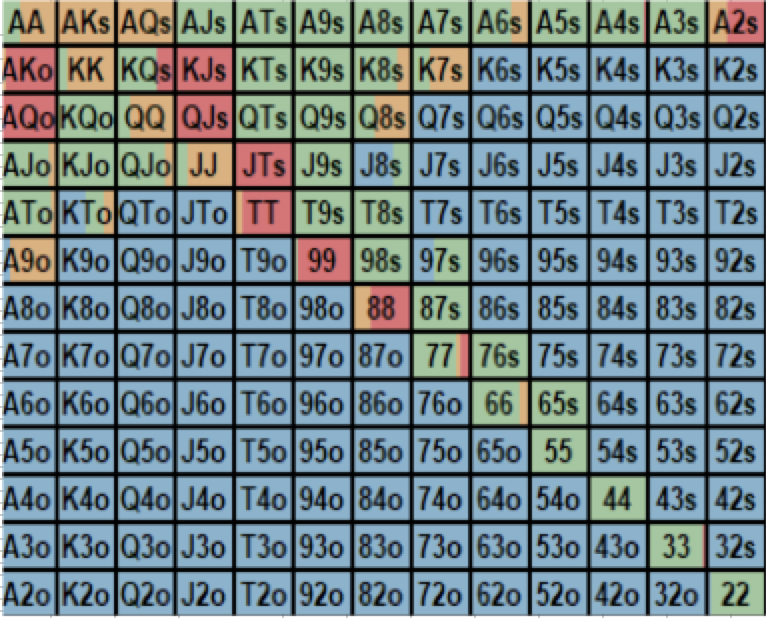 AA AKs AQs AJs ATs A9s A8s A7s A6s A5s A4s A3s A2s
AKo KK KQs KJs KTs K9s K8s K7s K6s K5s K4s K3s K2s
AQo KQo QQ QJs QTs Q9s Q8s Q7s Q6s Q5s Q4s Q3s Q2s
AJo KJo QJo JJ JTs J9s J8s J7s J6s J5s J4s J3s J2s
ATo KTo QTo JTo TT T9s T8s T7s T6s T5s T4s T3s T2s
A9o K9o Q9o J9o T9o 99 98s 97s 96s 95s 94s 93s 92s
A8o K8o Q8o J8o T8o 98o 88 87s 86s 85s 84s 83s 82s
A7o K7o Q7o J7o T7o 97o 87o 77 76s 75s 74s 73s 72s
A6o K6o Q6o J6o T6o 96o 86o 76o 66 65s 64s 63s 62s
A5o K5o Q5o J5o T5o 95o 85o 75o 65o 55 54s 53s 52s
A4o K4o Q4o J4o T4o 94o 84o 74o 64o 54o 44 43s 42s
A3o K3o Q3o J3o T3o 93o 83o 73o 63o 53o 43o 33 32s
A2o K2o Q2o J2o T2o 92o 82o 72o 62o 52o 42o 32o 22